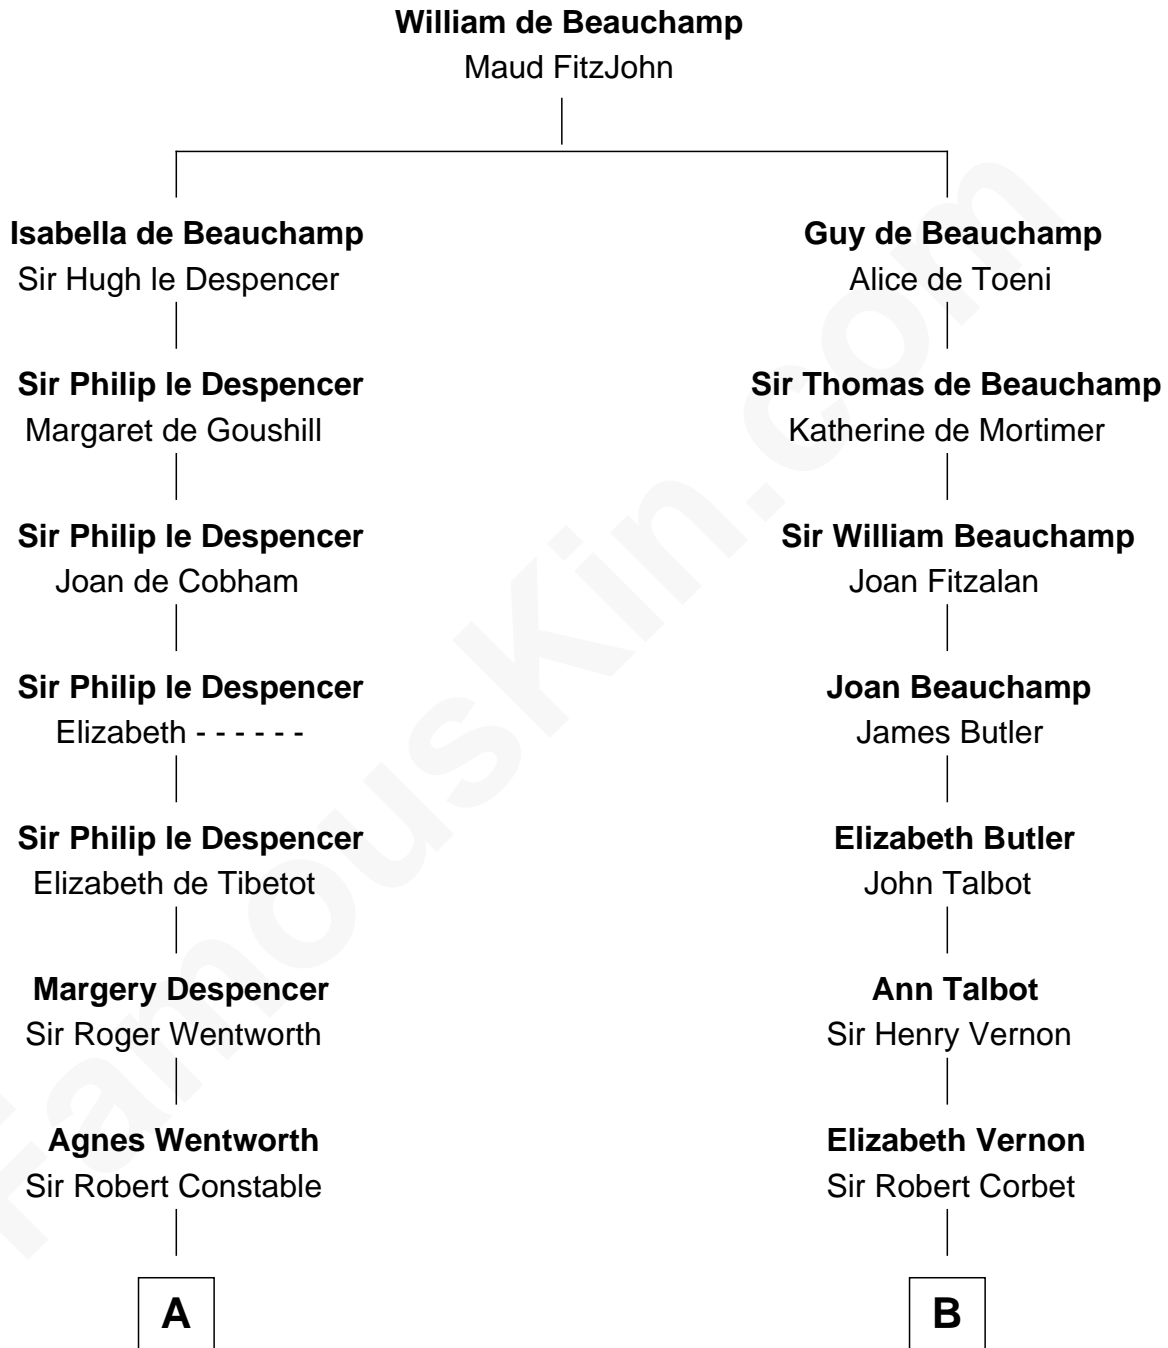 William de Beauchamp
Maud FitzJohn
Isabella de Beauchamp
Sir Hugh le Despencer
Guy de Beauchamp
Alice de Toeni
Sir Philip le Despencer
Margaret de Goushill
Sir Thomas de Beauchamp
Katherine de Mortimer
Sir Philip le Despencer
Joan de Cobham
Sir William Beauchamp
Joan Fitzalan
Sir Philip le Despencer
Elizabeth - - - - - -
Joan Beauchamp
James Butler
Sir Philip le Despencer
Elizabeth de Tibetot
Elizabeth Butler
John Talbot
Margery Despencer
Sir Roger Wentworth
Ann Talbot
Sir Henry Vernon
Agnes Wentworth
Sir Robert Constable
Elizabeth Vernon
Sir Robert Corbet
A
B
FamousKin.com